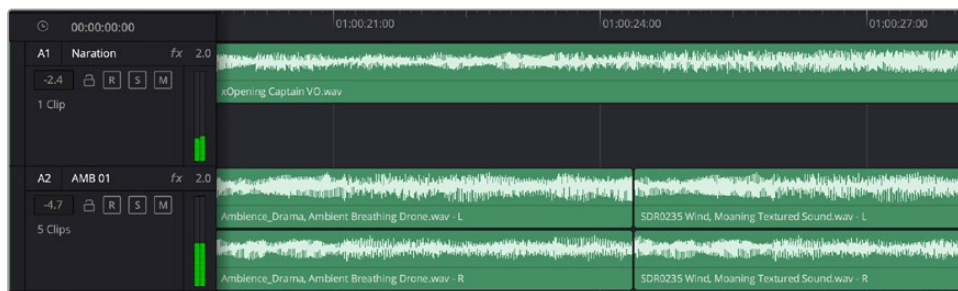 00:00:00:00 01:00:21:00 01:00:24:00 01:00:27:00
A1 Naration fx 2.0
-2.4 R S M
xOpening Captain VO.wav
1 Clip
A2 AMB 01 fx 2.0
-4.7 R S M
Ambience_Drama, Ambient Breathing Drone.wav - L SDR0235 Wind, Moaning Textured Sound.wav - L
5 Clips
Ambience_Drama, Ambient Breathing Drone.wav - R SDR0235 Wind, Moaning Textured Sound.wav - R